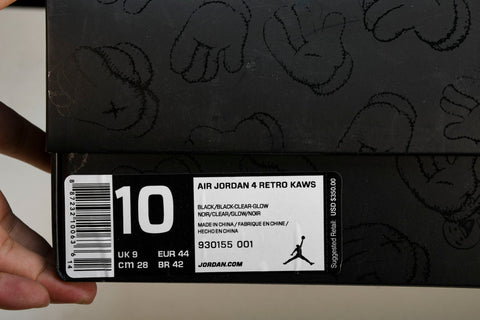 10
UK 9 EUR 44
CM 28 BR 42
AIR JORDAN 4 RETRO KAWS
BLACK/BLACK-CLEAR-GLOW
NOIR/CLEAR/GLOW/NOIR
MADE IN CHINA / FABRIQUE EN CHINE /
HECHO EN CHINA
930155 001
JORDAN.COM
Suggested Retail: USD $350.00